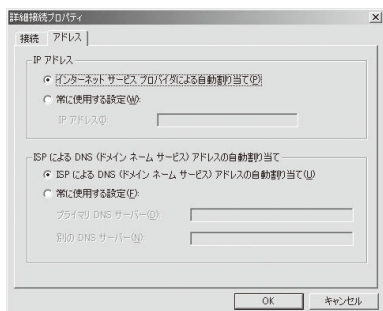 詳細接続プロパティ
接続 アドレス
IP アドレス
インターネット サービス プロバイダによる自動割り当て(P)
常に使用する設定(W):
IP アドレス(I):
ISP による DNS (ドメイン ネーム サービス) アドレスの自動割り当て
ISP による DNS (ドメイン ネーム サービス) アドレスの自動割り当て(U)
常に使用する設定(F):
プライマリ DNS サーバー(D):
別の DNS サーバー(N):
OK キャンセル